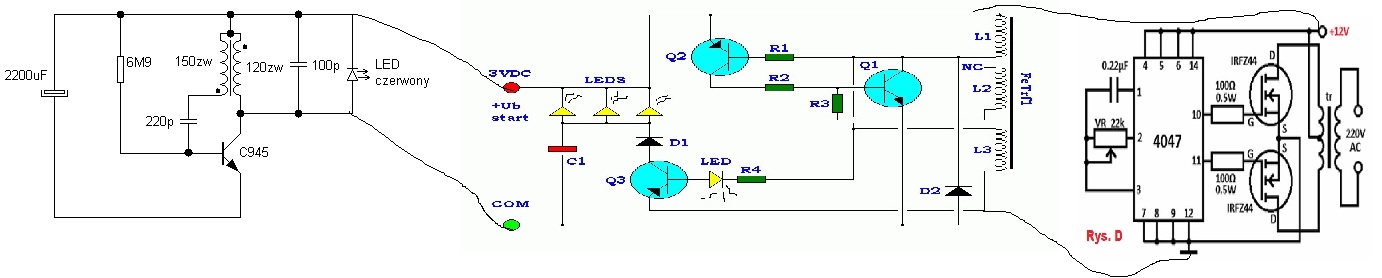 2200uF
6M9
150zw
120zw
100p
LED
czerwony
220p
C945
3VDC
+Ub
start
COM
LEDS
C1
D1
Q3
LED
R4
Q2
R1
R2
R3
Q1
D2
L1
NC
L2
L3
FeTrf1
+12V
0.22µF
VR 22k
4 5 6 14
1
2
3
4047
10
11
7 8 9 12
100Ω
0.5W
100Ω
0.5W
IRFZ44
D
G
S
G
S
IRFZ44
D
tr
220V
AC
Rys. D